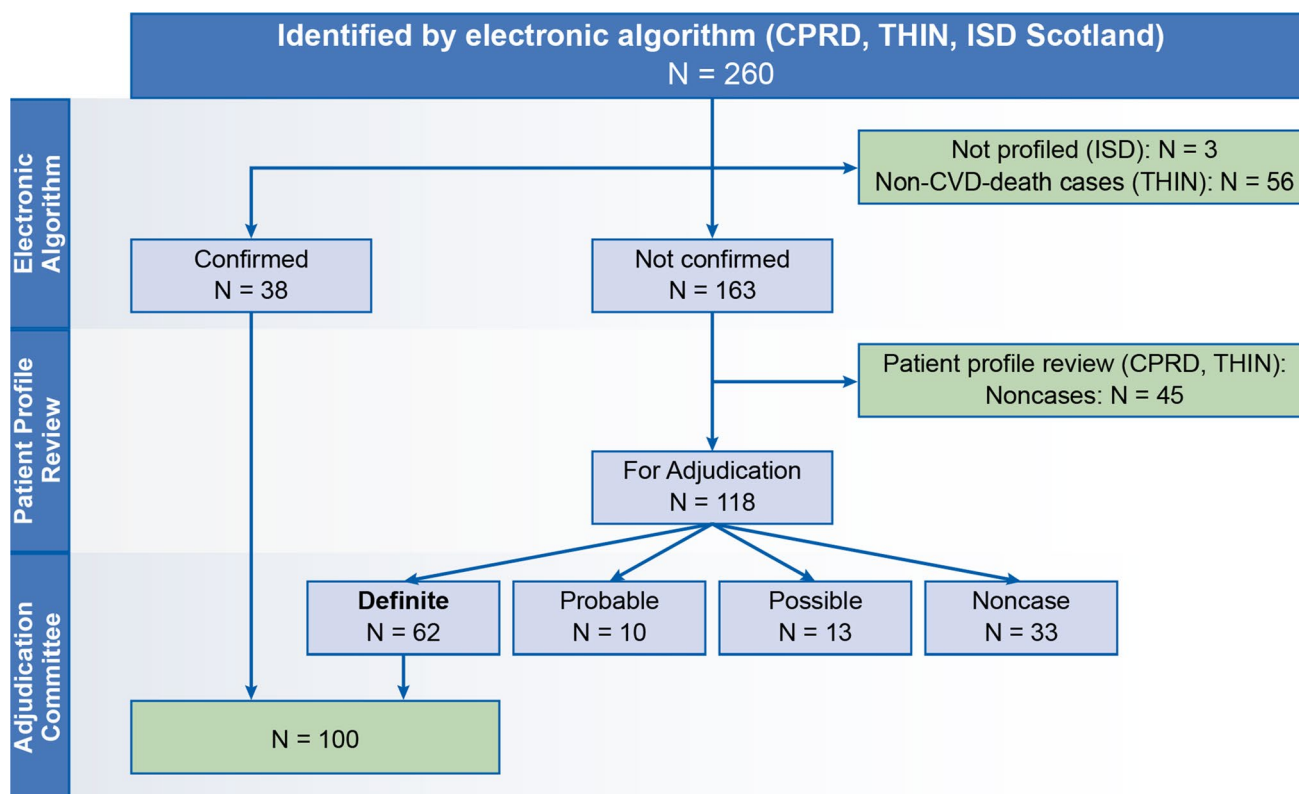 Identified by electronic algorithm (CPRD, THIN, ISD Scotland)
N = 260
Electronic
Algorithm
Not profiled (ISD): N = 3
Non-CVD-death cases (THIN): N = 56
Confirmed
N = 38
Not confirmed
N = 163
Patient Profile
Review
Patient profile review (CPRD, THIN):
Noncases: N = 45
For Adjudication
N = 118
Adjudication
Committee
Definite
N = 62
Probable
N = 10
Possible
N = 13
Noncase
N = 33
N = 100